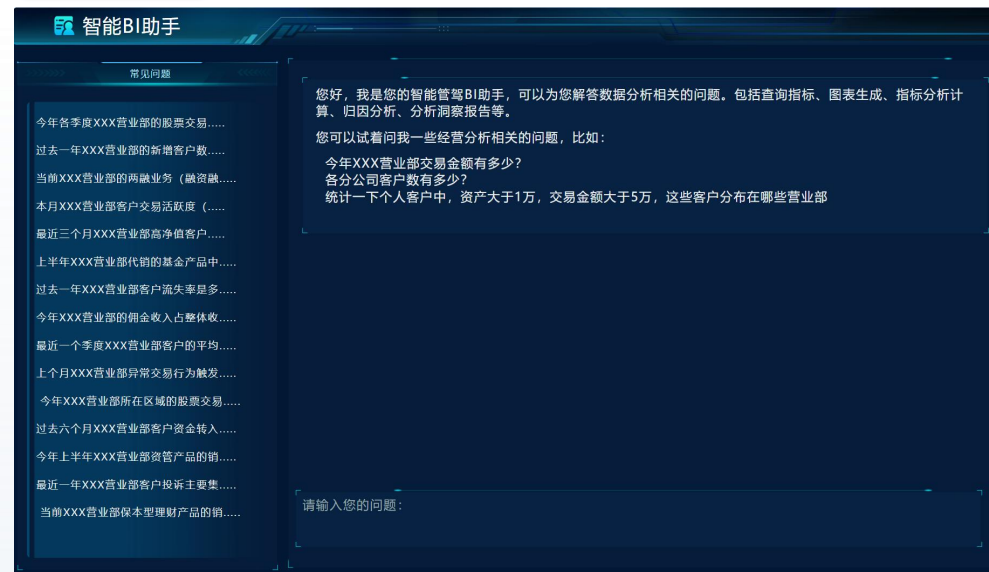 智能BI助手
常见问题
今年各季度XXX营业部的股票交易.....
过去一年XXX营业部的新增客户数.....
当前XXX营业部的两融业务（融资融.....
本月XXX营业部客户交易活跃度（.....
最近三个月XXX营业部高净值客户.....
上半年XXX营业部代销的基金产品中.....
过去一年XXX营业部客户流失率是多.....
今年XXX营业部的佣金收入占整体收.....
最近一个季度XXX营业部客户的平均.....
上个月XXX营业部异常交易行为触发.....
今年XXX营业部所在区域的股票交易.....
过去六个月XXX营业部客户资金转入.....
今年上半年XXX营业部资管产品的销.....
最近一年XXX营业部客户投诉主要集.....
当前XXX营业部保本型理财产品的销.....
您好，我是您的智能管驾BI助手，可以为您解答数据分析相关的问题。包括查询指标、图表生成、指标分析计
算、归因分析、分析洞察报告等。
您可以试着问我一些经营分析相关的问题，比如：
今年XXX营业部交易金额有多少？
各分公司客户数有多少？
统计一下个人客户中，资产大于1万，交易金额大于5万，这些客户分布在哪些营业部
请输入您的问题：